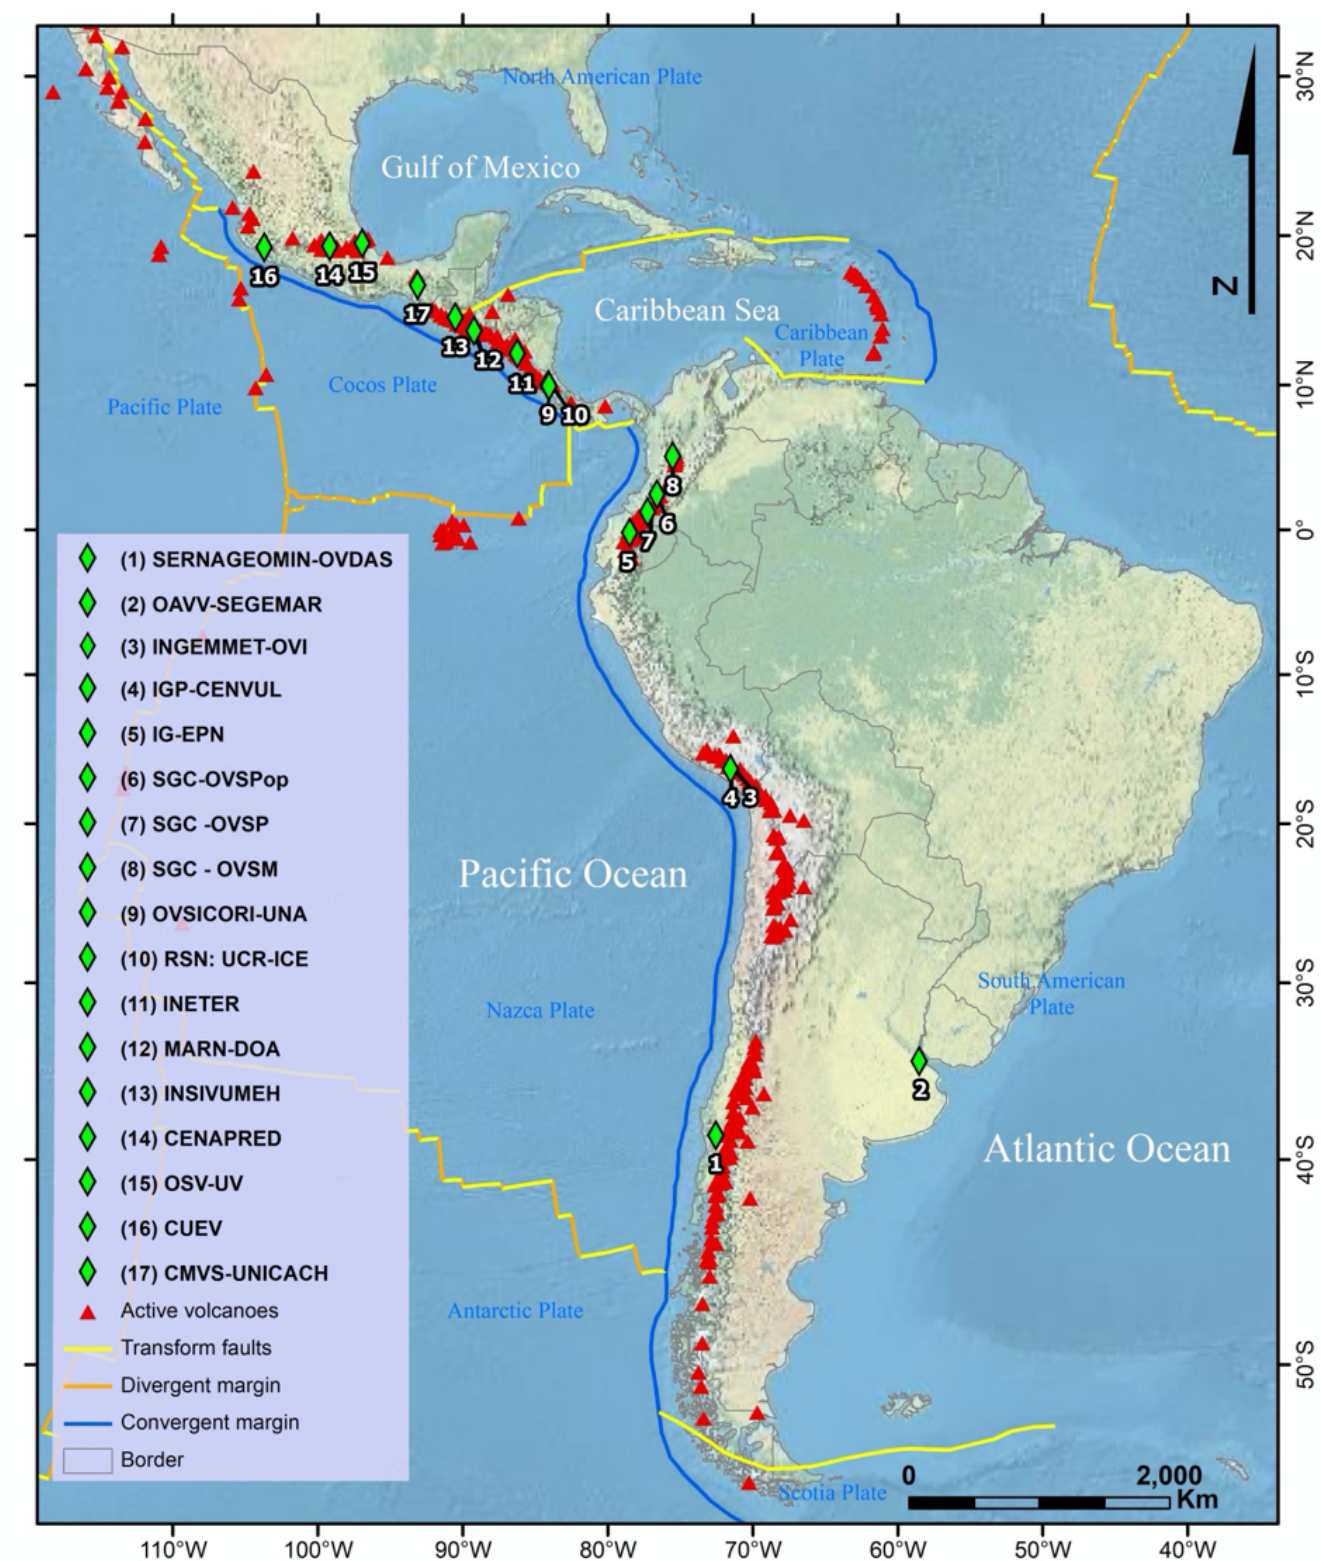 North American Plate
30°N
Gulf of Mexico
N
20°N
16
14
15
17
Caribbean Sea
Caribbean
Plate
13
12
Cocos Plate
11
10°N
Pacific Plate
9
10
8
6
0°
7
5
(1) SERNAGEOMIN-OVDAS
(2) OAVV-SEGEMAR
(3) INGEMMET-OVI
(4) IGP-CENVUL
(5) IG-EPN
(6) SGC-OVSPop
(7) SGC -OVSP
(8) SGC - OVSM
(9) OVSICORI-UNA
(10) RSN: UCR-ICE
(11) INETER
(12) MARN-DOA
(13) INSIVUMEH
(14) CENAPRED
(15) OSV-UV
(16) CUEV
(17) CMVS-UNICACH
Active volcanoes
Transform faults
Divergent margin
Convergent margin
Border
10°S
4
3
20°S
Pacific Ocean
30°S
South American
Plate
Nazca Plate
2
1
Atlantic Ocean
40°S
Antarctic Plate
50°S
Scotia Plate
0
2,000
Km
110°W
100°W
90°W
80°W
70°W
60°W
50°W
40°W